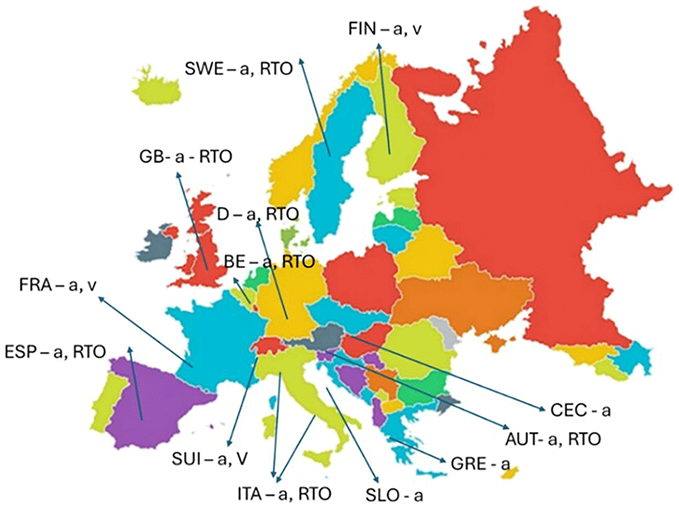 FIN – a, v
SWE – a, RTO
GB- a - RTO
D – a, RTO
BE – a, RTO
FRA – a, v
ESP – a, RTO
CEC - a
AUT- a, RTO
SUI – a, V
GRE - a
ITA – a, RTO
SLO - a